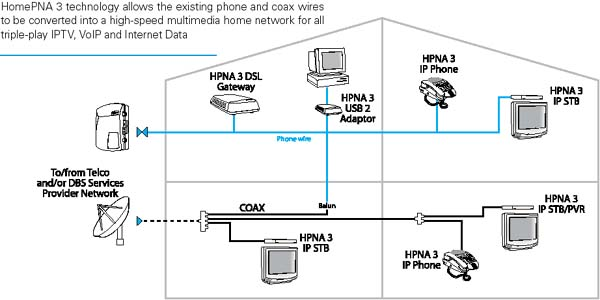 HomePNA 3 technology allows the existing phone and coax wires
to be converted into a high-speed multimedia home network for all
triple-play IPTV, VoIP and Internet Data
HPNA 3 DSL
Gateway
HPNA 3
USB 2
Adaptor
HPNA 3
IP Phone
HPNA 3
IP STB
Phone wire
To/from Telco
and/or DBS Services
Provider Network
COAX
Balun
HPNA 3
IP STB
HPNA 3
IP Phone
HPNA 3
IP STB/PVR